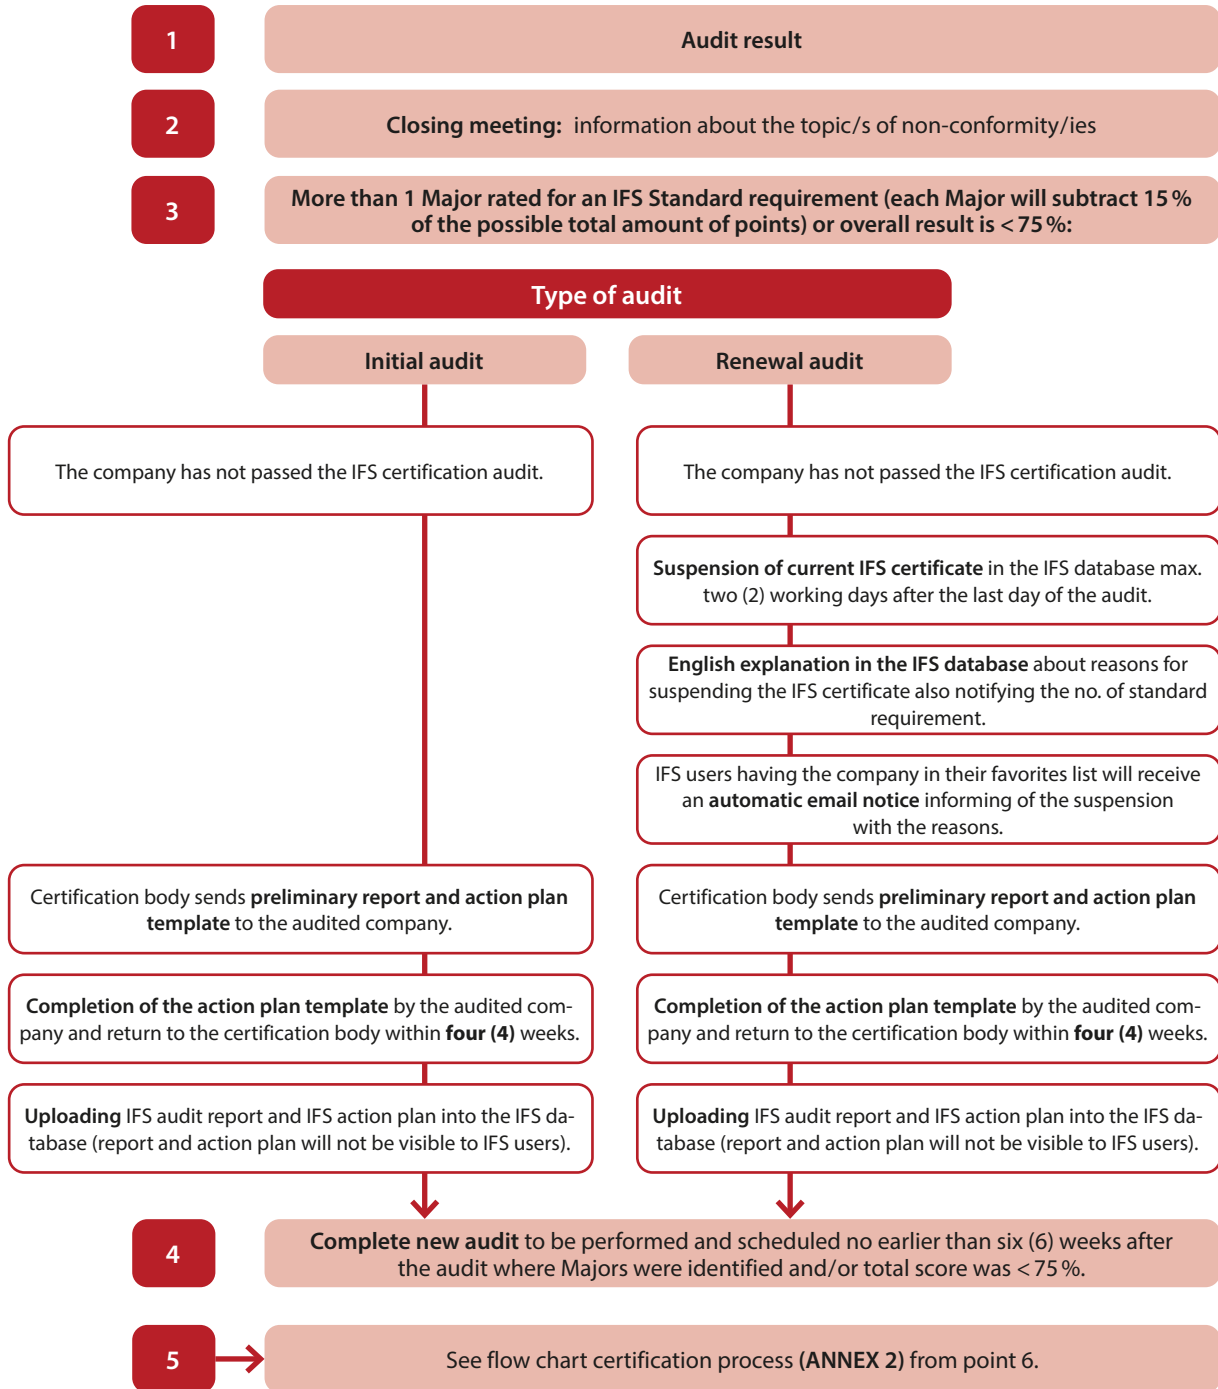 1
Audit result
2
Closing meeting: information about the topic/s of non-conformity/ies
3
More than 1 Major rated for an IFS Standard requirement (each Major will subtract 15 %
of the possible total amount of points) or overall result is < 75 %:
Type of audit
Initial audit
Renewal audit
The company has not passed the IFS certification audit.
The company has not passed the IFS certification audit.
Suspension of current IFS certificate in the IFS database max.
two (2) working days after the last day of the audit.
English explanation in the IFS database about reasons for
suspending the IFS certificate also notifying the no. of standard
requirement.
IFS users having the company in their favorites list will receive
an automatic email notice informing of the suspension
with the reasons.
Certification body sends preliminary report and action plan
template to the audited company.
Certification body sends preliminary report and action plan
template to the audited company.
Completion of the action plan template by the audited com-
pany and return to the certification body within four (4) weeks.
Completion of the action plan template by the audited com-
pany and return to the certification body within four (4) weeks.
Uploading IFS audit report and IFS action plan into the IFS da-
tabase (report and action plan will not be visible to IFS users).
Uploading IFS audit report and IFS action plan into the IFS da-
tabase (report and action plan will not be visible to IFS users).
4
Complete new audit to be performed and scheduled no earlier than six (6) weeks after
the audit where Majors were identified and/or total score was < 75 %.
5
See flow chart certification process (ANNEX 2) from point 6.